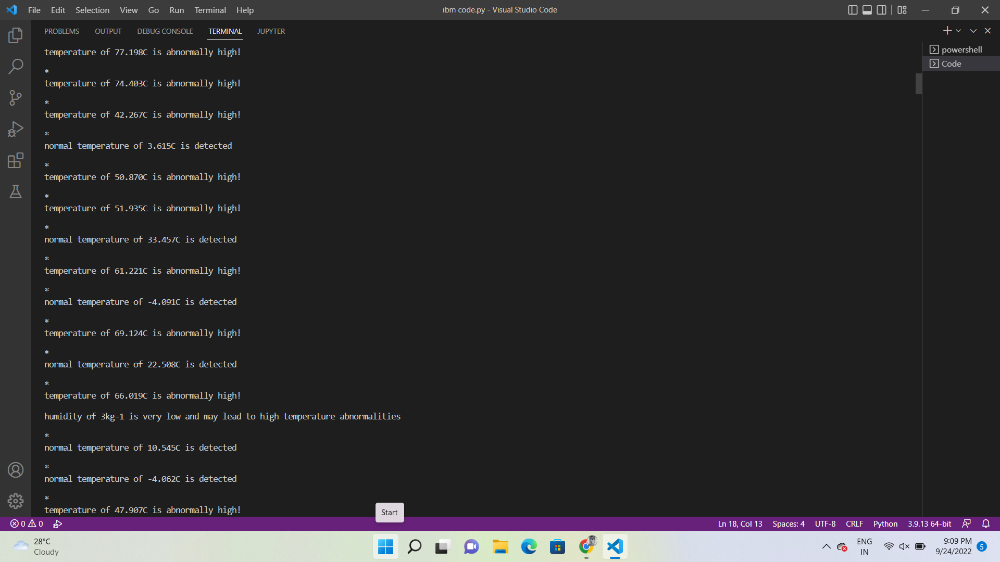 File Edit Selection View Go Run Terminal Help
ibm code.py - Visual Studio Code
PROBLEMS OUTPUT DEBUG CONSOLE TERMINAL JUPYTER
powershell
Code
temperature of 77.198C is abnormally high!
*
temperature of 74.403C is abnormally high!
*
temperature of 42.267C is abnormally high!
*
normal temperature of 3.615C is detected
*
temperature of 50.870C is abnormally high!
*
temperature of 51.935C is abnormally high!
*
normal temperature of 33.457C is detected
*
temperature of 61.221C is abnormally high!
*
normal temperature of -4.091C is detected
*
temperature of 69.124C is abnormally high!
*
normal temperature of 22.508C is detected
*
temperature of 66.019C is abnormally high!
humidity of 3kg-1 is very low and may lead to high temperature abnormalities
*
normal temperature of 10.545C is detected
*
normal temperature of -4.062C is detected
*
temperature of 47.907C is abnormally high!
Start
0 0
Ln 18, Col 13 Spaces: 4 UTF-8 CRLF Python 3.9.13 64-bit
28°C
Cloudy
ENG
IN
9:09 PM
9/24/2022
5